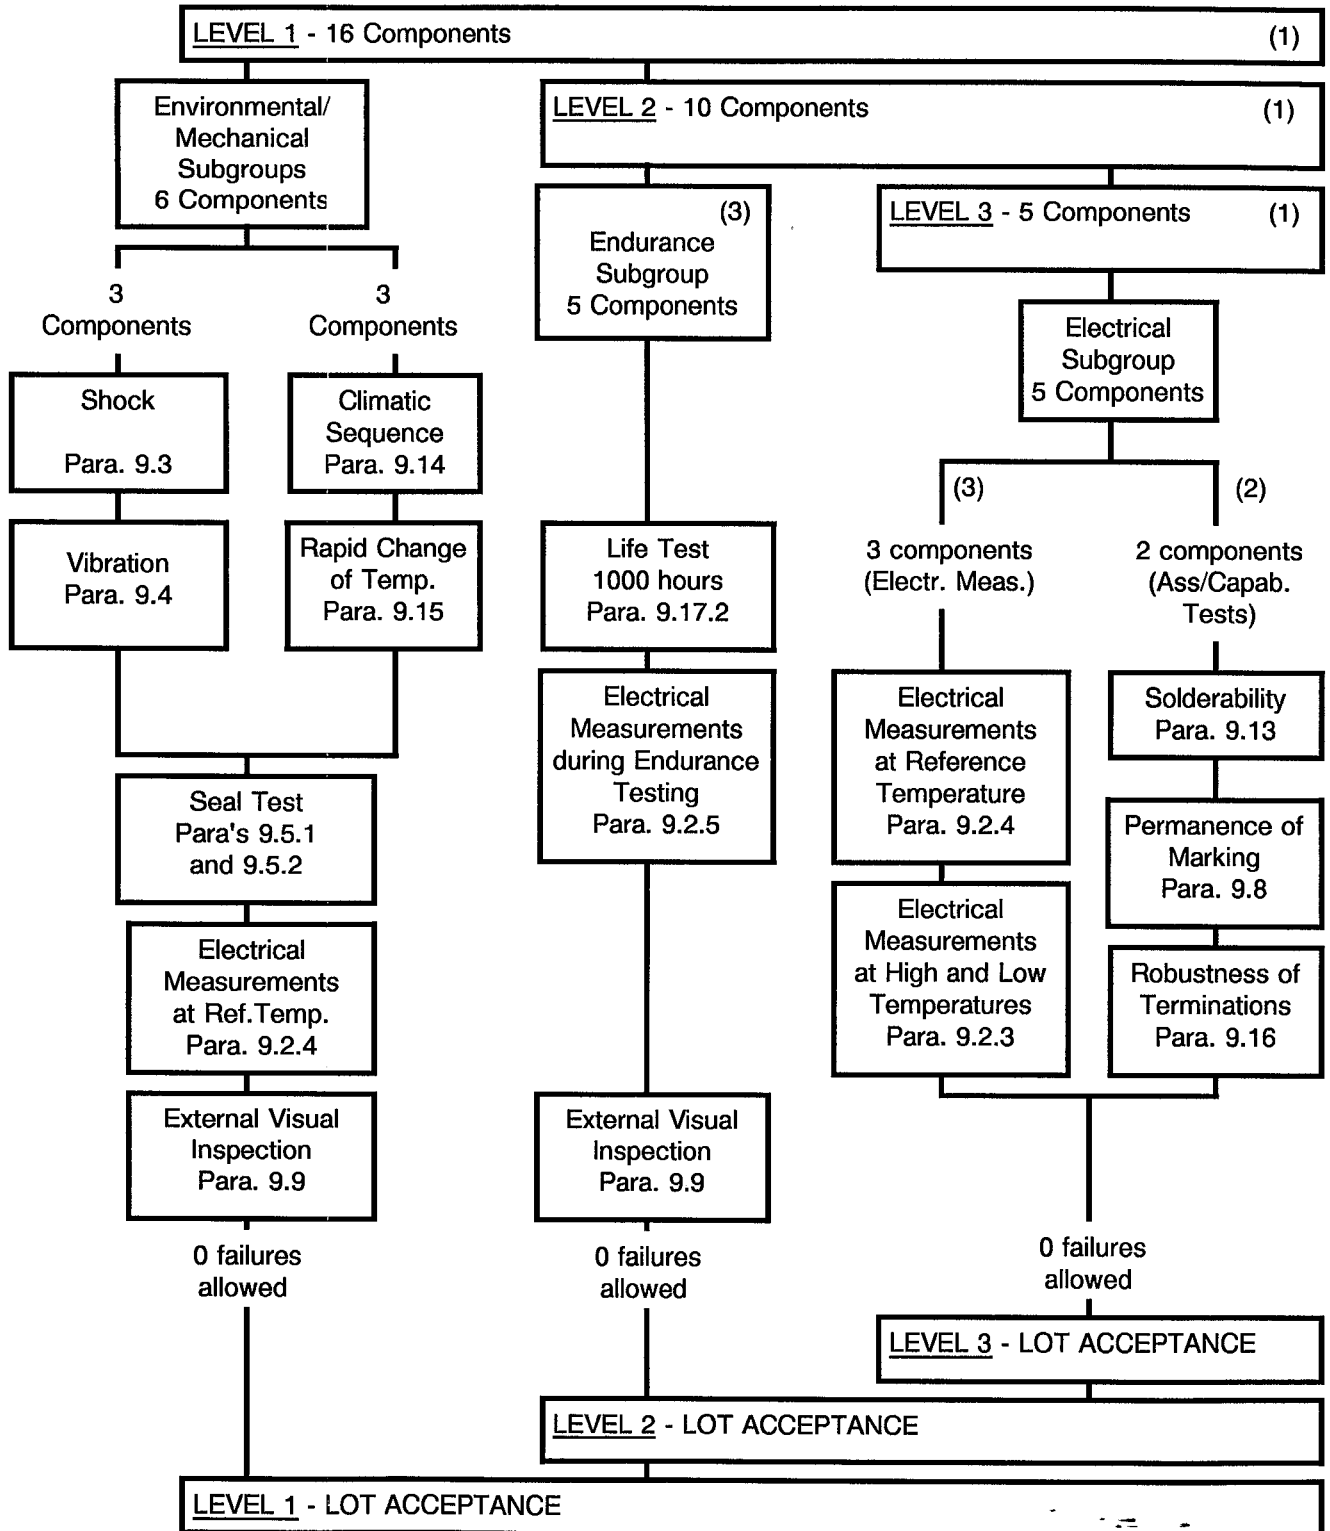 LEVEL 1 - 16 Components (1)
Environmental/
Mechanical
Subgroups
6 Components
LEVEL 2 - 10 Components (1)
(3)
Endurance
Subgroup
5 Components
LEVEL 3 - 5 Components (1)
3
Components
3
Components
Electrical
Subgroup
5 Components
Shock
Para. 9.3
Climatic
Sequence
Para. 9.14
(3)
(2)
Vibration
Para. 9.4
Rapid Change
of Temp.
Para. 9.15
Life Test
1000 hours
Para. 9.17.2
3 components
(Electr. Meas.)
2 components
(Ass/Capab.
Tests)
Electrical
Measurements
during Endurance
Testing
Para. 9.2.5
Electrical
Measurements
at Reference
Temperature
Para. 9.2.4
Solderability
Para. 9.13
Seal Test
Para's 9.5.1
and 9.5.2
Permanence of
Marking
Para. 9.8
Electrical
Measurements
at High and Low
Temperatures
Para. 9.2.3
Electrical
Measurements
at Ref.Temp.
Para. 9.2.4
Robustness of
Terminations
Para. 9.16
External Visual
Inspection
Para. 9.9
External Visual
Inspection
Para. 9.9
0 failures
allowed
0 failures
allowed
0 failures
allowed
LEVEL 3 - LOT ACCEPTANCE
LEVEL 2 - LOT ACCEPTANCE
LEVEL 1 - LOT ACCEPTANCE